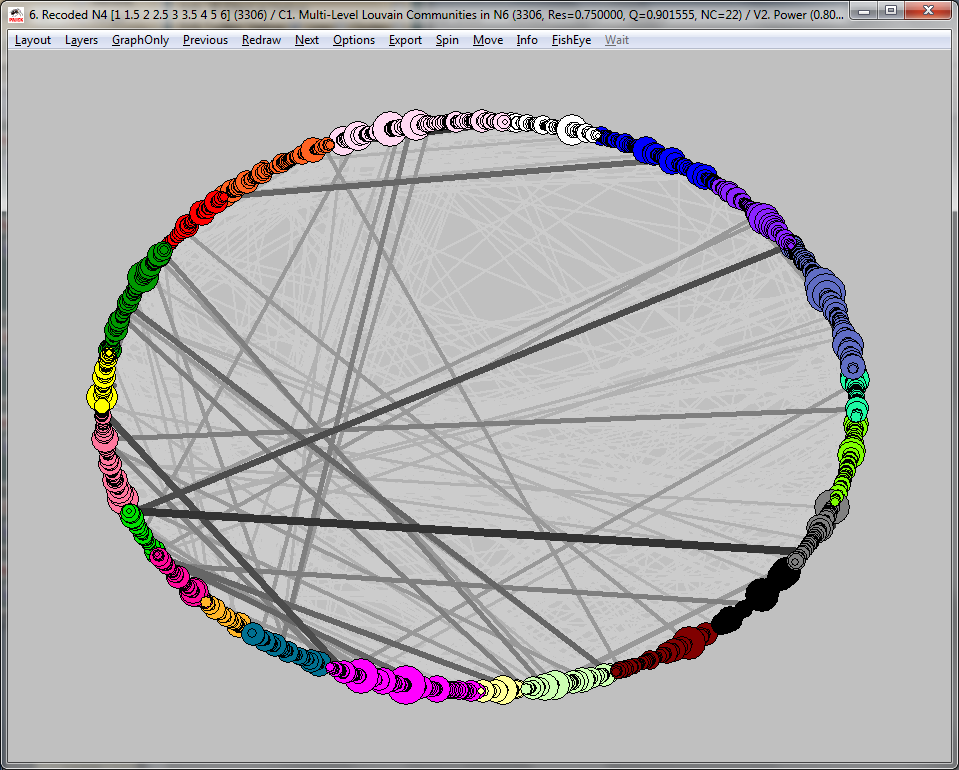 6. Recoded N4 [1 1.5 2 2.5 3 3.5 4 5 6] (3306) / C1. Multi-Level Louvain Communities in N6 (3306, Res=0.750000, Q=0.901555, NC=22) / V2. Power (0.80...
Layout Layers GraphOnly Previous Redraw Next Options Export Spin Move Info FishEye Wait